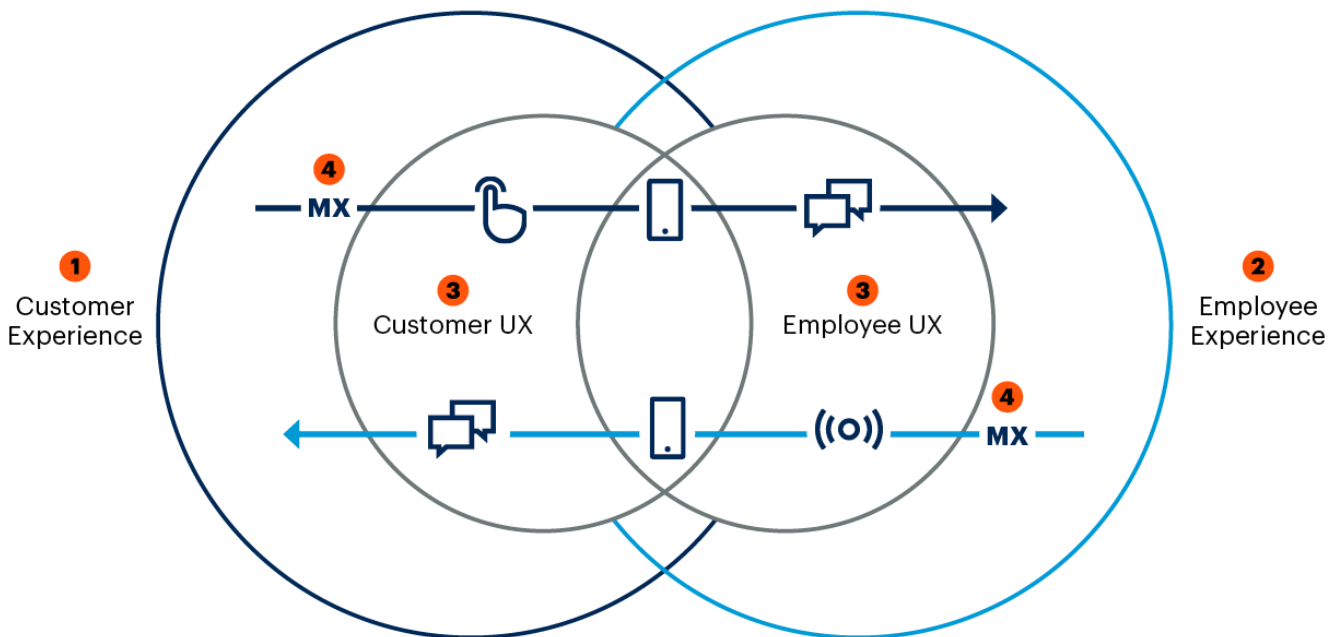 4
MX
1
Customer
Experience
3
Customer UX
3
Employee UX
2
Employee
Experience
4
MX